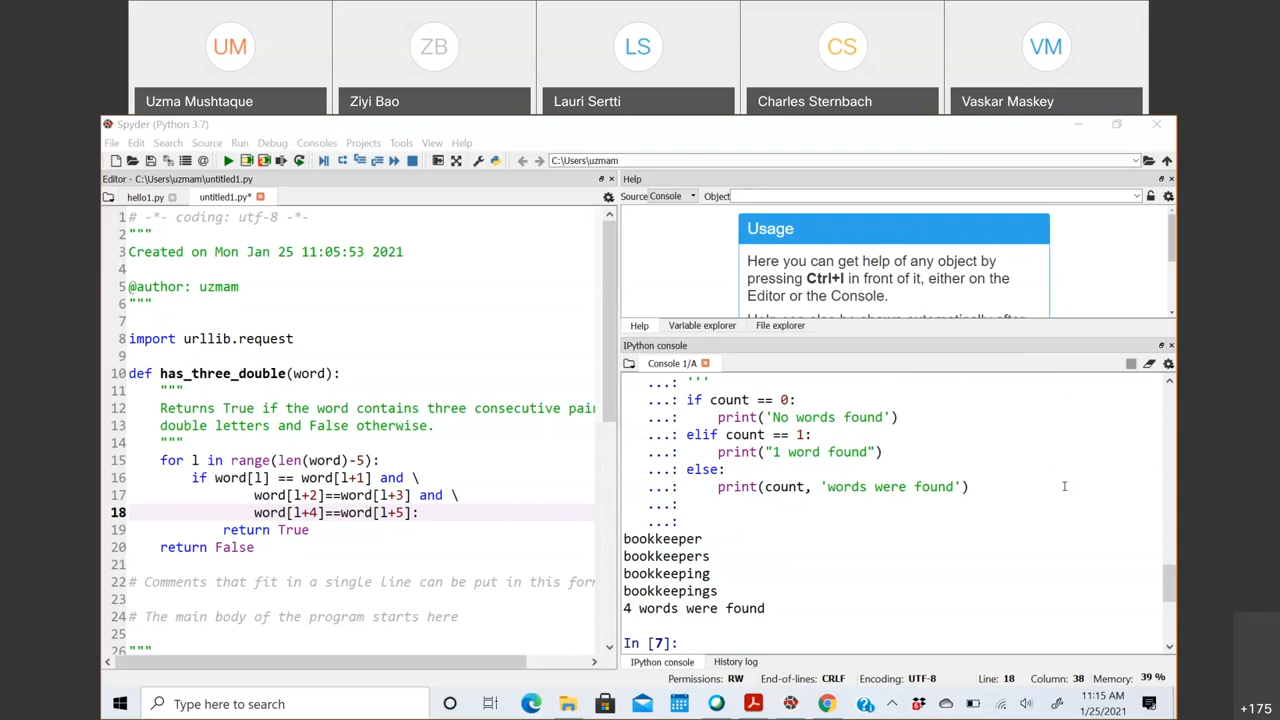 UM
ZB
LS
CS
VM
Uzma Mushtaque
Ziyi Bao
Lauri Sertti
Charles Sternbach
Vaskar Maskey
Spyder (Python 3.7)
File Edit Search Source Run Debug Consoles Projects Tools View Help
C:\Users\uzmam
Editor - C:\Users\uzmam\untitled1.py
hello1.py
untitled1.py*
1 # -*- coding: utf-8 -*-
2 """
3 Created on Mon Jan 25 11:05:53 2021
4
5 @author: uzmam
6 """
7
8 import urllib.request
9
10 def has_three_double(word):
11 """
12 Returns True if the word contains three consecutive pai
13 double letters and False otherwise.
14 """
15 for l in range(len(word)-5):
16 if word[l] == word[l+1] and \
17 word[l+2]==word[l+3] and \
18 word[l+4]==word[l+5]:
19 return True
20 return False
21
22 # Comments that fit in a single line can be put in this for
23
24 # The main body of the program starts here
25
26 """
Help
Source Console Object
Usage
Here you can get help of any object by
pressing Ctrl+I in front of it, either on the
Editor or the Console.
Help can also be shown automatically after
Help Variable explorer File explorer
IPython console
Console 1/A
...: '''
...: if count == 0:
...: print('No words found')
...: elif count == 1:
...: print("1 word found")
...: else:
...: print(count, 'words were found')
...:
...:
bookkeeper
bookkeepers
bookkeeping
bookkeepings
4 words were found
In [7]:
IPython console History log
Permissions: RW End-of-lines: CRLF Encoding: UTF-8 Line: 18 Column: 38 Memory: 39 %
Type here to search
11:15 AM
1/25/2021
+175